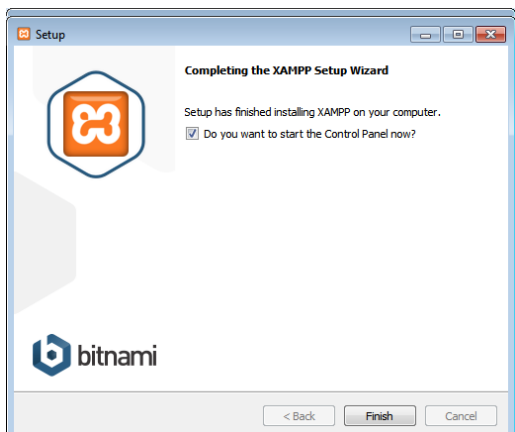 Setup
Completing the XAMPP Setup Wizard
Setup has finished installing XAMPP on your computer.
Do you want to start the Control Panel now?
bitnami
< Back
Finish
Cancel